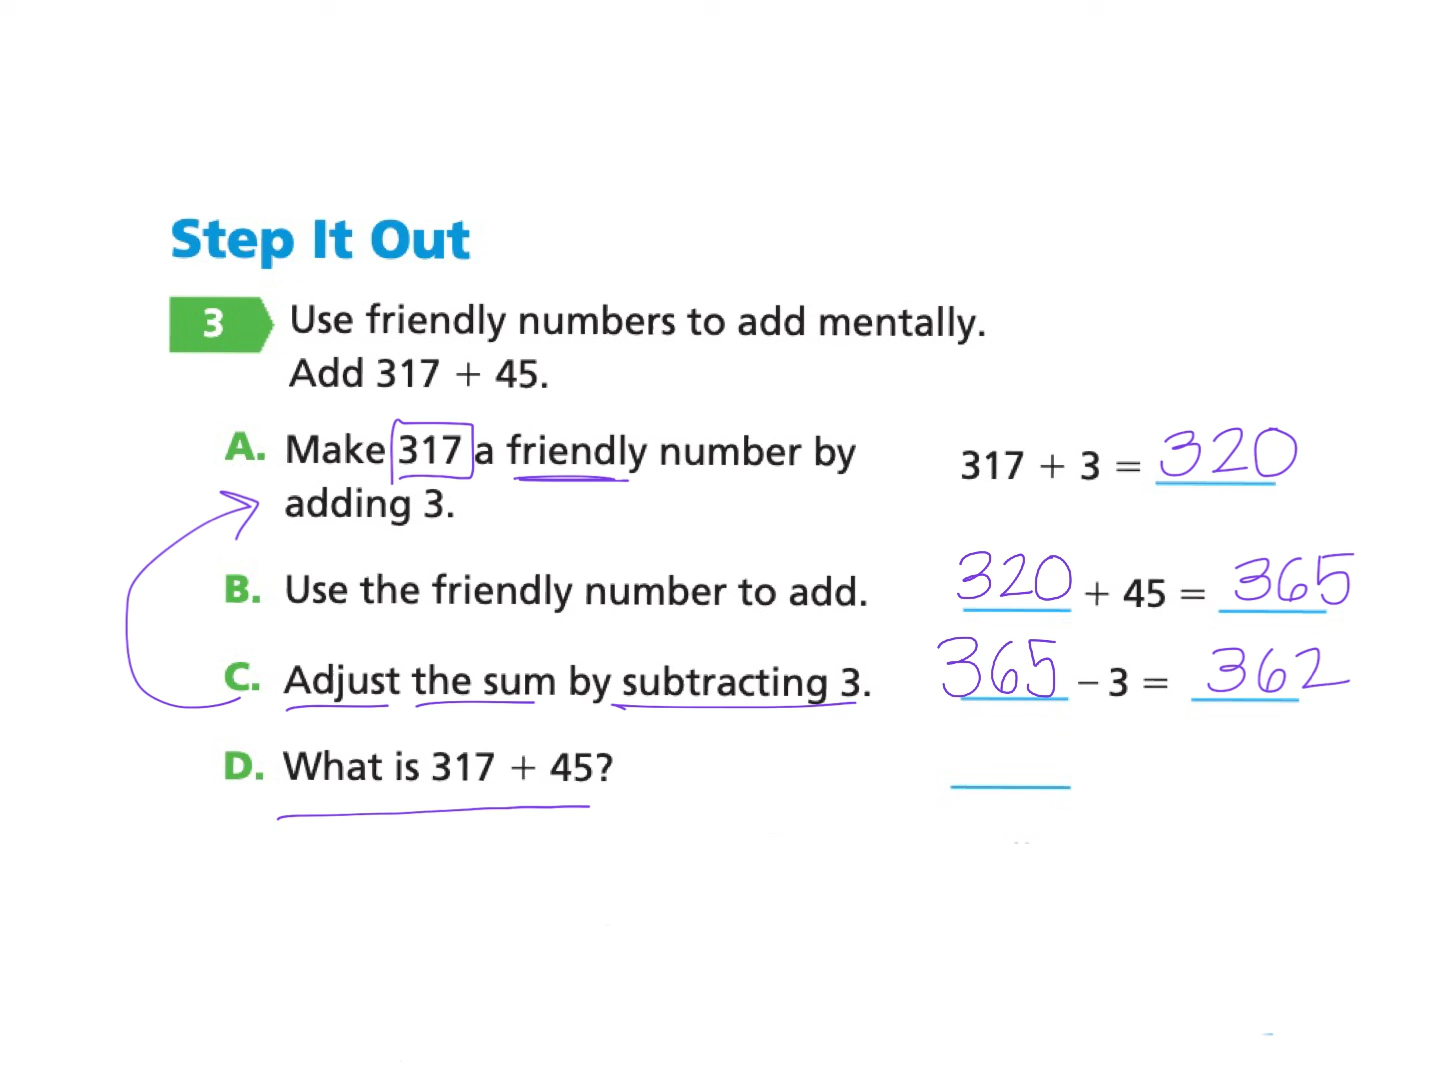 Step It Out
3 Use friendly numbers to add mentally.
Add 317 + 45.
A. Make 317 a friendly number by
adding 3.
317 + 3 = 320
B. Use the friendly number to add.
320 + 45 = 365
C. Adjust the sum by subtracting 3.
365 − 3 = 362
D. What is 317 + 45?